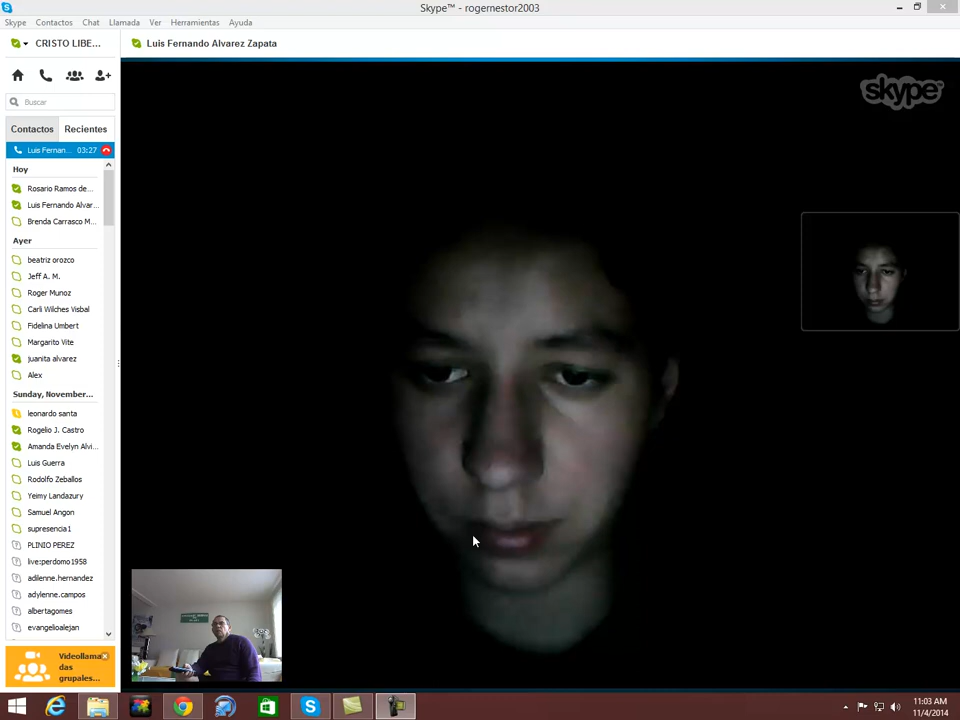 Skype™ - rogernestor2003
Skype Contactos Chat Llamada Ver Herramientas Ayuda
CRISTO LIBE...
Luis Fernando Alvarez Zapata
skype
Buscar
Contactos Recientes
Luis Fernan... 03:27
Hoy
Rosario Ramos de...
Luis Fernando Alvar...
Brenda Carrasco M...
Ayer
beatriz orozco
Jeff A. M.
Roger Munoz
Carli Wilches Visbal
Fidelina Umbert
Margarito Vite
juanita alvarez
Alex
Sunday, November...
leonardo santa
Rogelio J. Castro
Amanda Evelyn Alvi...
Luis Guerra
Rodolfo Zeballos
Yeimy Landazury
Samuel Angon
supresencia1
PLINIO PEREZ
live:perdomo1958
adilenne.hernandez
adylenne.campos
albertagomes
evangelioalejan
Videollama
das
grupales...
11:03 AM
11/4/2014